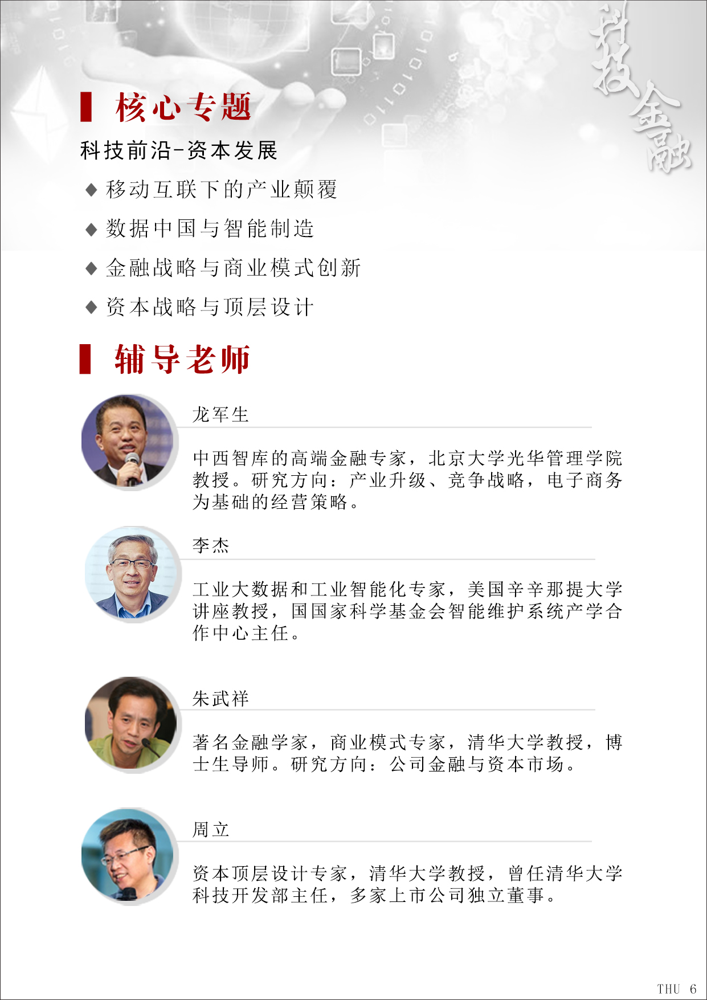 科技
金融
核心专题
科技前沿-资本发展
◆ 移动互联下的产业颠覆
◆ 数据中国与智能制造
◆ 金融战略与商业模式创新
◆ 资本战略与顶层设计
辅导老师
龙军生
中西智库的高端金融专家，北京大学光华管理学院
教授。研究方向：产业升级、竞争战略，电子商务
为基础的经营策略。
李杰
工业大数据和工业智能化专家，美国辛辛那提大学
讲座教授，国国家科学基金会智能维护系统产学合
作中心主任。
朱武祥
著名金融学家，商业模式专家，清华大学教授，博
士生导师。研究方向：公司金融与资本市场。
周立
资本顶层设计专家，清华大学教授，曾任清华大学
科技开发部主任，多家上市公司独立董事。
THU 6